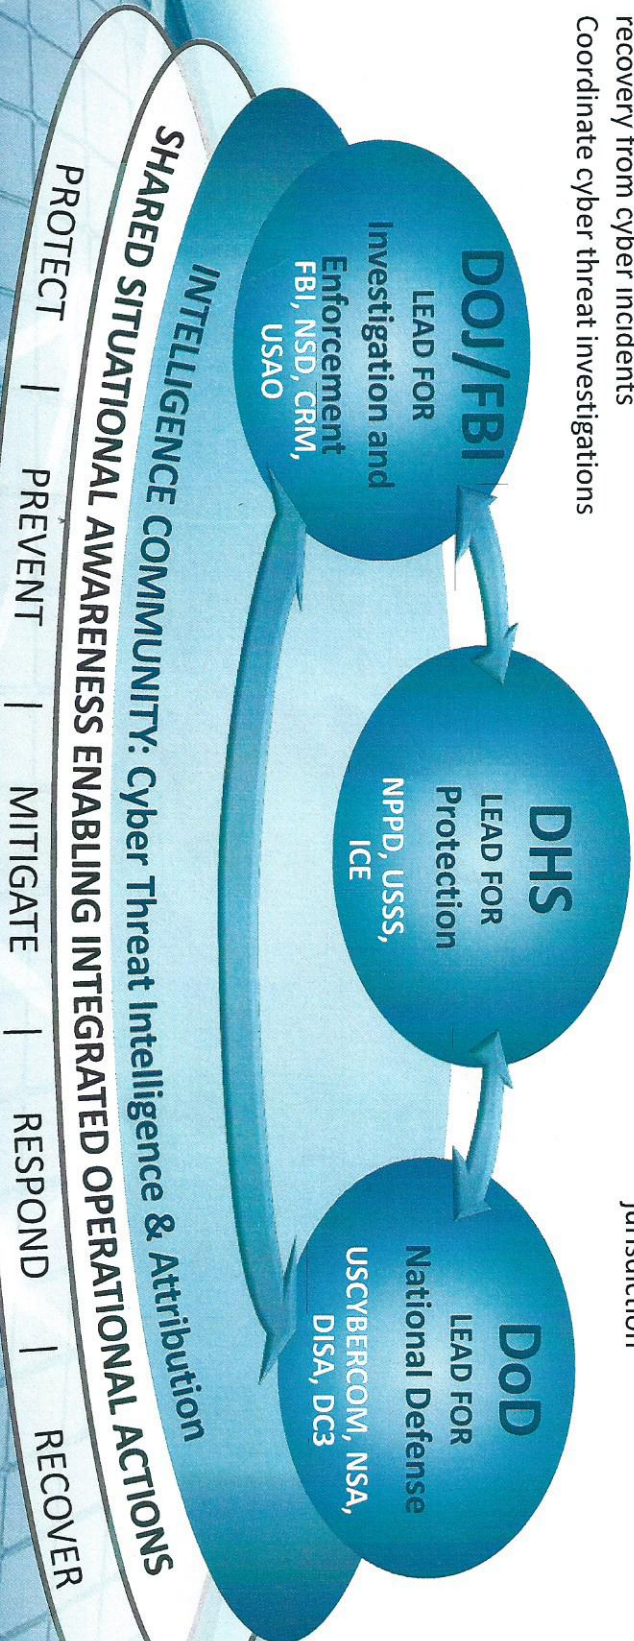 recovery from cyber incidents
Coordinate cyber threat investigations
jurisdiction
DOJ/FBI
LEAD FOR
Investigation and
Enforcement
FBI, NSD, CRM,
USAO
DHS
LEAD FOR
Protection
NPPD, USSS,
ICE
DoD
LEAD FOR
National Defense
USCYBERCOM, NSA,
DISA, DC3
INTELLIGENCE COMMUNITY: Cyber Threat Intelligence & Attribution
SHARED SITUATIONAL AWARENESS ENABLING INTEGRATED OPERATIONAL ACTIONS
PROTECT | PREVENT | MITIGATE | RESPOND | RECOVER